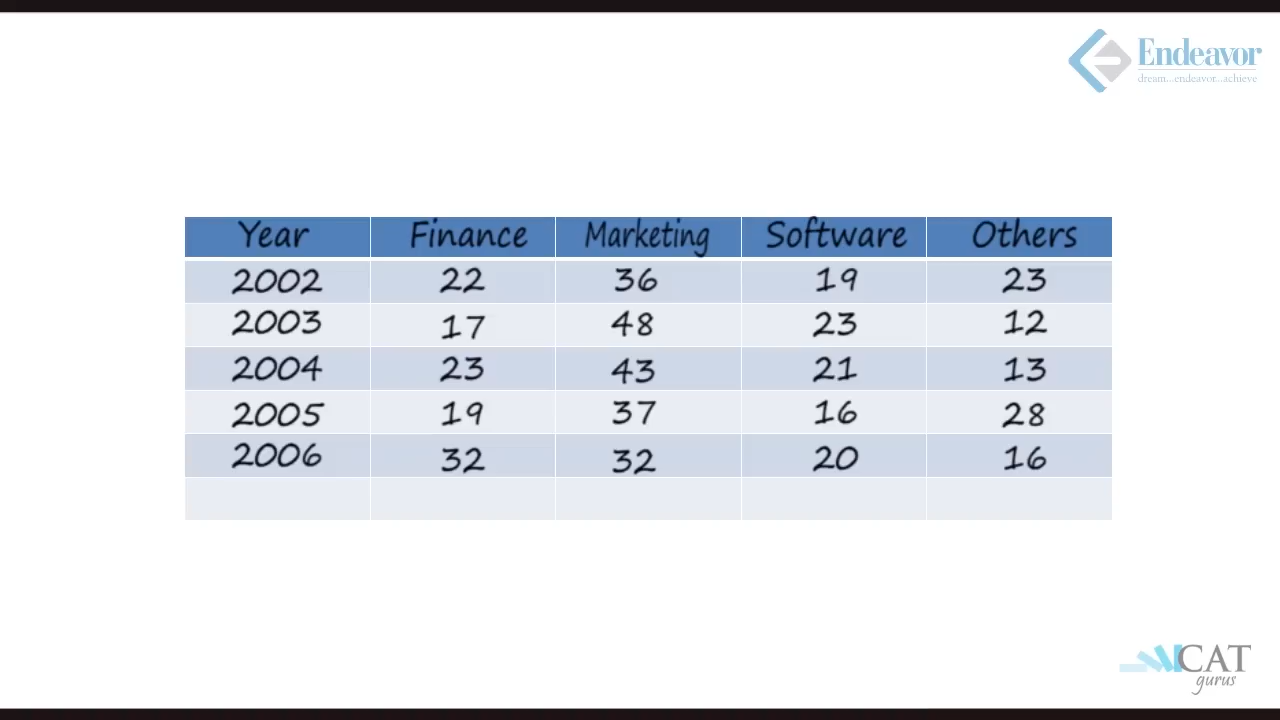 Endeavor
dream...endeavor...achieve
Year Finance Marketing Software Others
2002 22 36 19 23
2003 17 48 23 12
2004 23 43 21 13
2005 19 37 16 28
2006 32 32 20 16
CAT
gurus